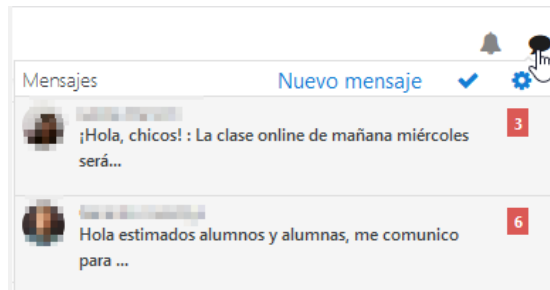 Mensajes Nuevo mensaje
¡Hola, chicos! : La clase online de mañana miércoles
será...
3
Hola estimados alumnos y alumnas, me comunico
para ...
6